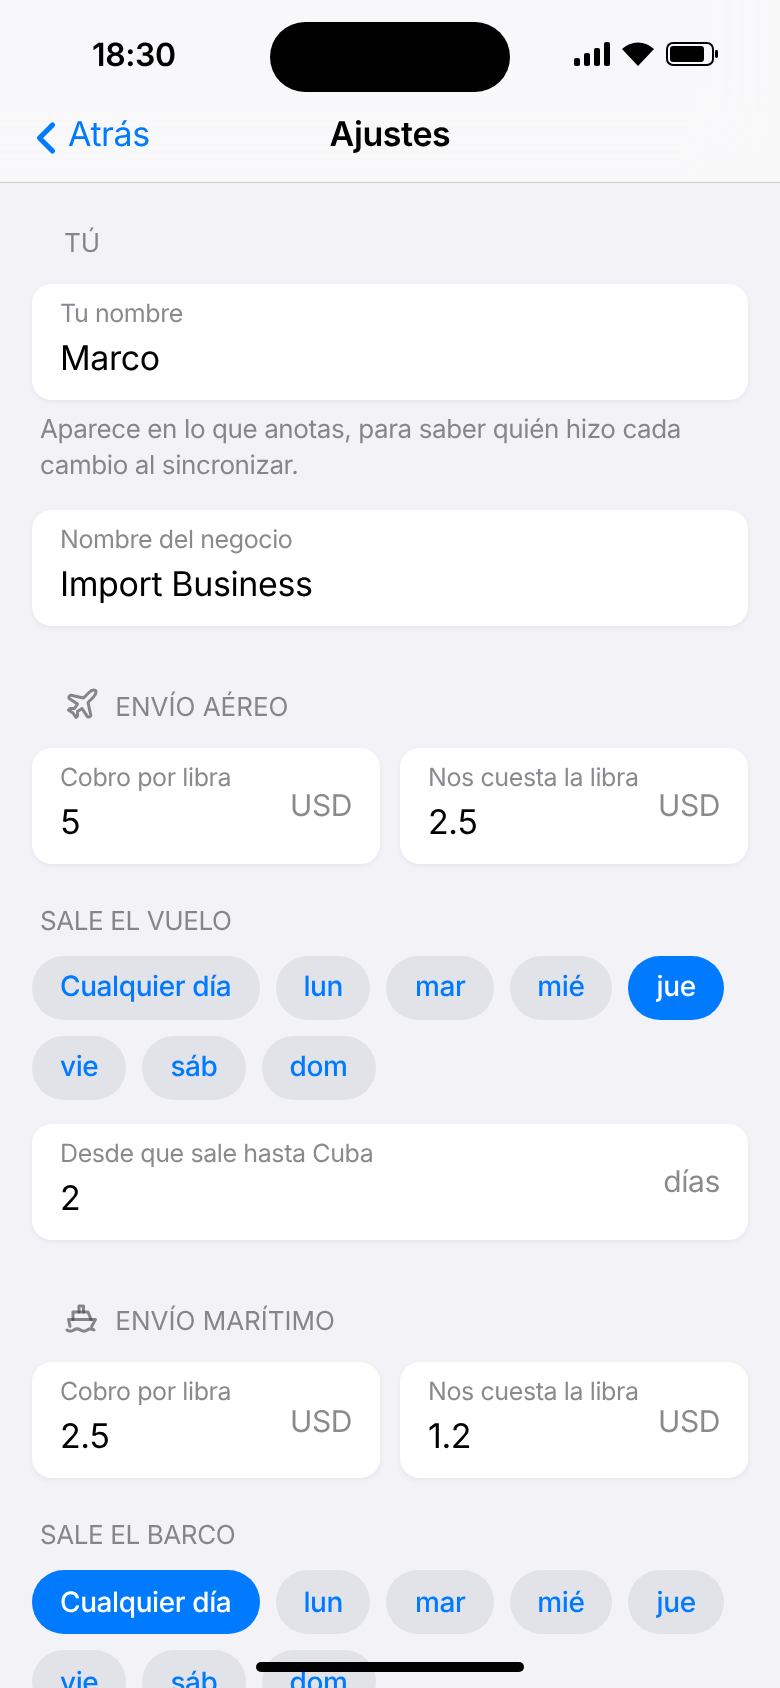 18:30
Atrás
Ajustes
TÚ
Tu nombre
Marco
Aparece en lo que anotas, para saber quién hizo cada
cambio al sincronizar.
Nombre del negocio
Import Business
ENVÍO AÉREO
Cobro por libra
5
USD
Nos cuesta la libra
2.5
USD
SALE EL VUELO
Cualquier día lun mar mié jue
vie sáb dom
Desde que sale hasta Cuba
2
días
ENVÍO MARÍTIMO
Cobro por libra
2.5
USD
Nos cuesta la libra
1.2
USD
SALE EL BARCO
Cualquier día lun mar mié jue
vie sáb dom